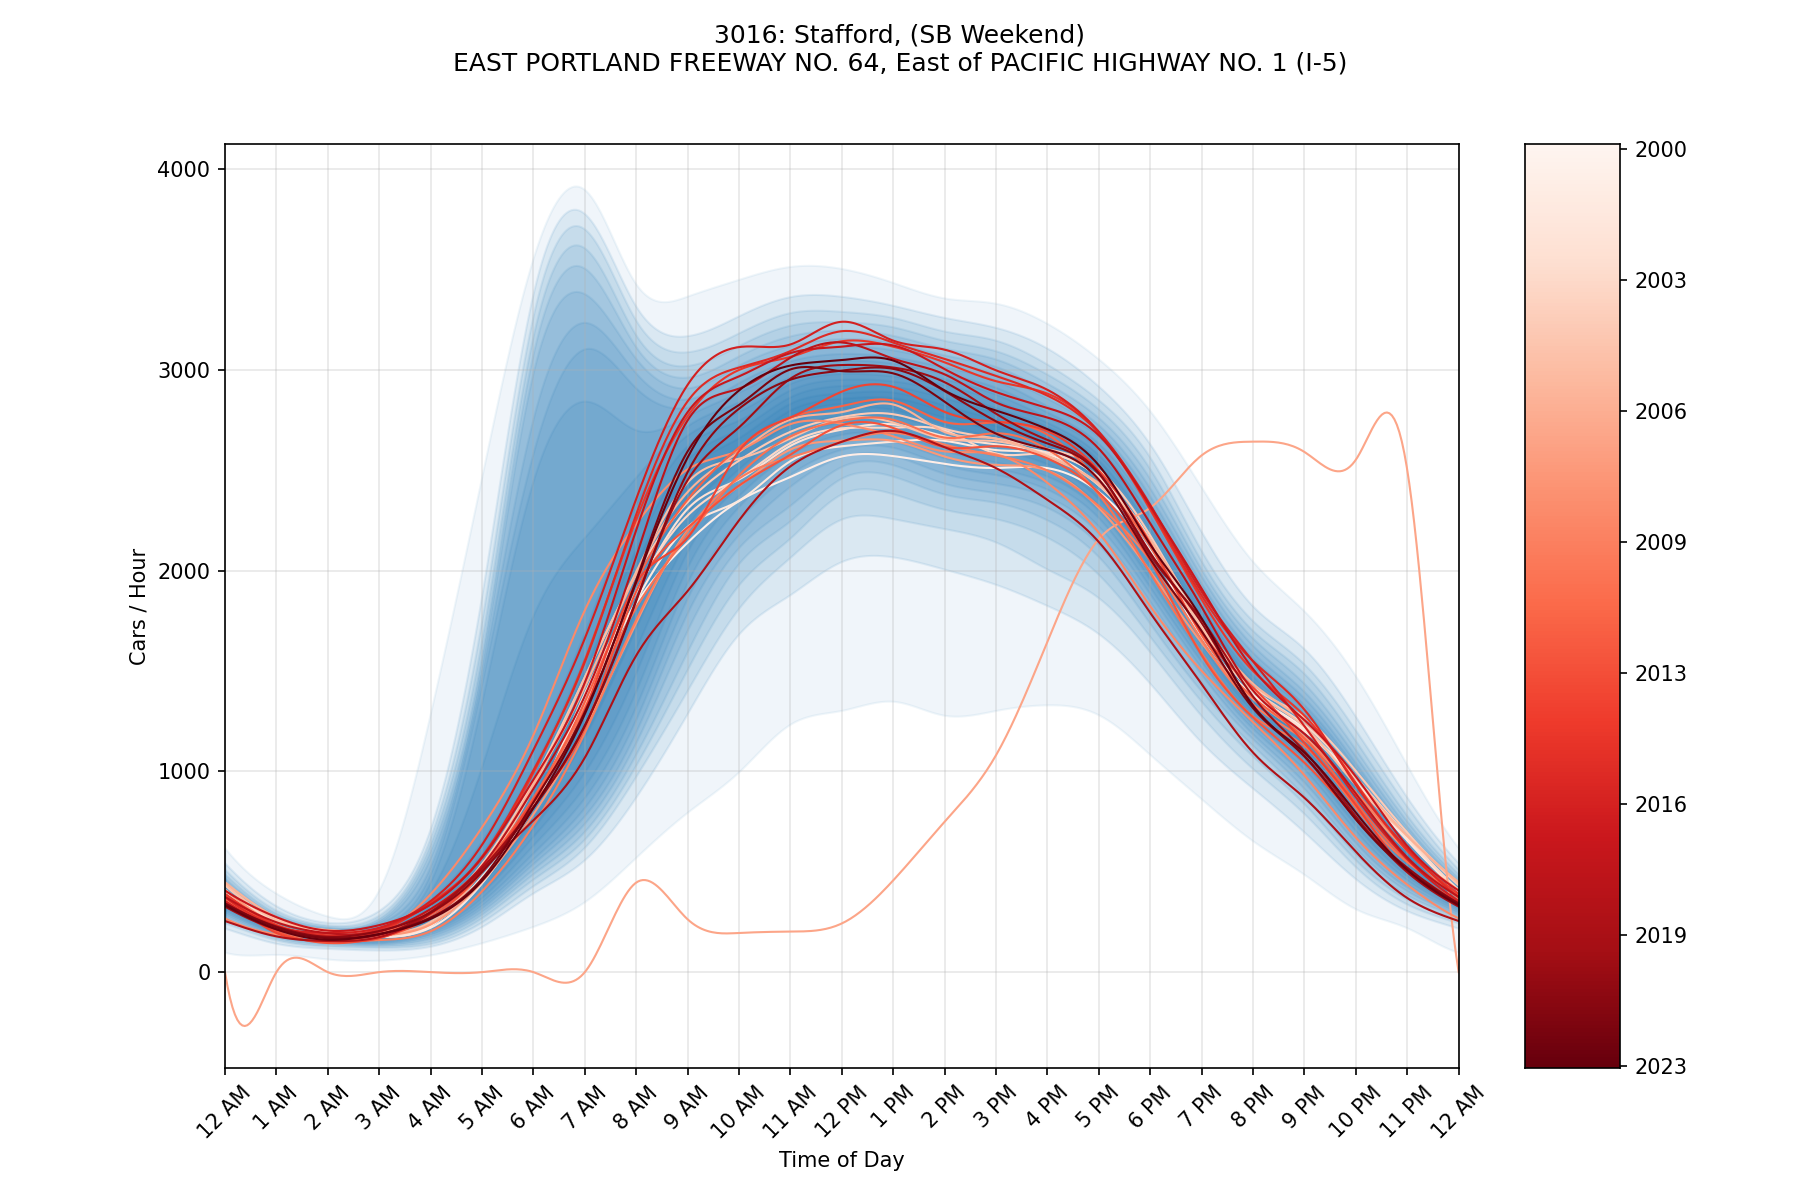 3016: Stafford, (SB Weekend)
EAST PORTLAND FREEWAY NO. 64, East of PACIFIC HIGHWAY NO. 1 (I-5)
4000
3000
2000
1000
0
Cars / Hour
12 AM
1 AM
2 AM
3 AM
4 AM
5 AM
6 AM
7 AM
8 AM
9 AM
10 AM
11 AM
12 PM
1 PM
2 PM
3 PM
4 PM
5 PM
6 PM
7 PM
8 PM
9 PM
10 PM
11 PM
12 AM
Time of Day
2000
2003
2006
2009
2013
2016
2019
2023